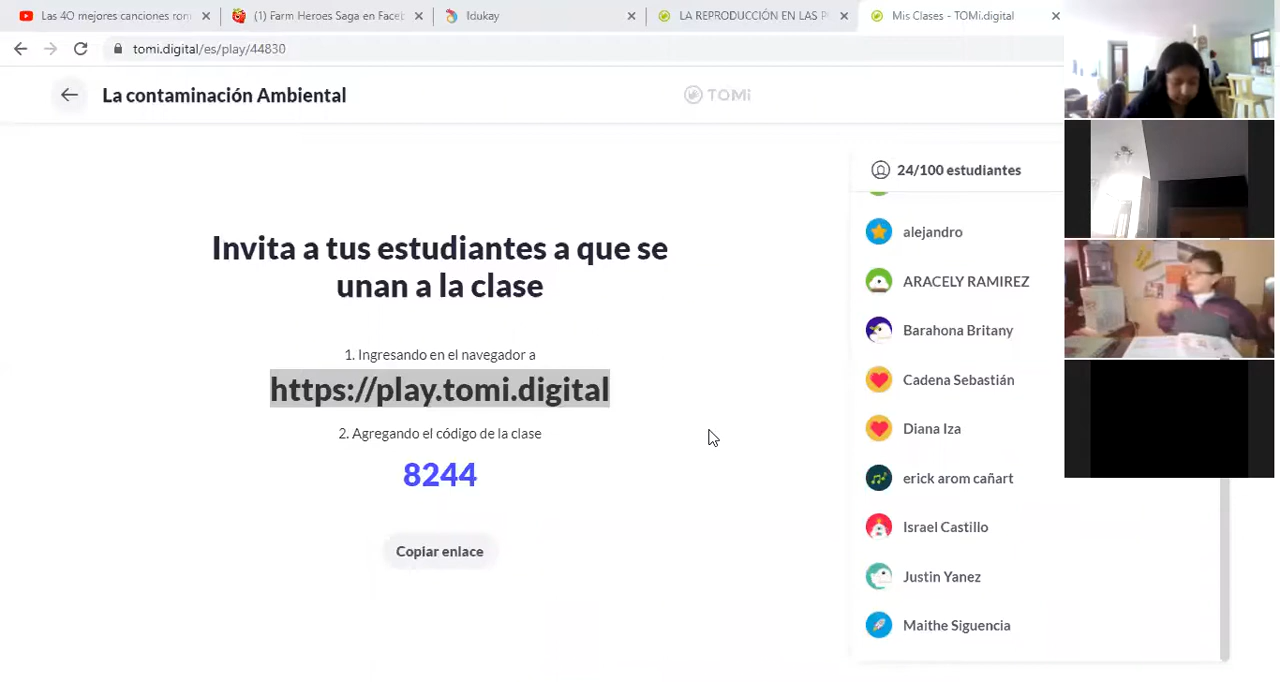 Las 40 mejores canciones rom
(1) Farm Heroes Saga en Faceb
Idukay
LA REPRODUCCIÓN EN LAS P
Mis Clases - TOMi.digital
tomi.digital/es/play/44830
La contaminación Ambiental
TOMi
24/100 estudiantes
Invita a tus estudiantes a que se
unan a la clase
1. Ingresando en el navegador a
https://play.tomi.digital
2. Agregando el código de la clase
8244
Copiar enlace
alejandro
ARACELY RAMIREZ
Barahona Britany
Cadena Sebastián
Diana Iza
erick arom cañart
Israel Castillo
Justin Yanez
Maithe Siguencia